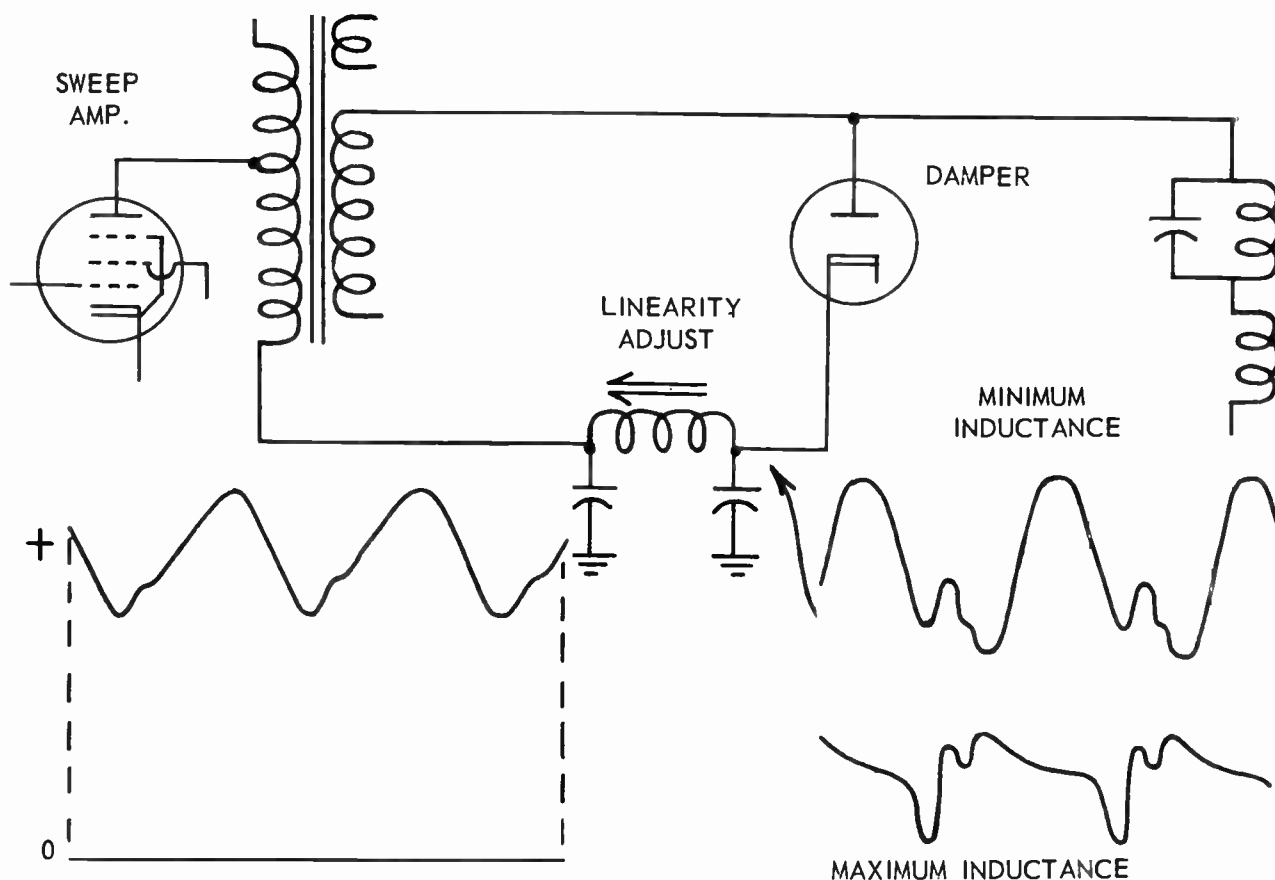 SWEEP
AMP.
DAMPER
LINEARITY
ADJUST
MINIMUM
INDUCTANCE
+
0
MAXIMUM INDUCTANCE